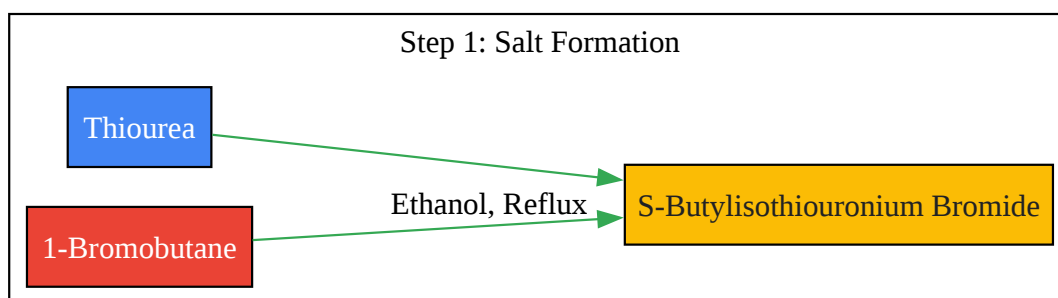 Step 1: Salt Formation
Thiourea
Ethanol, Reflux
S-Butylisothiouronium Bromide
1-Bromobutane